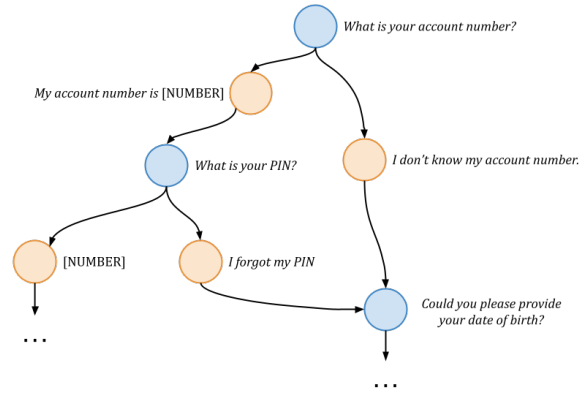 What is your account number?
My account number is [NUMBER]
I don't know my account number.
What is your PIN?
[NUMBER]
I forgot my PIN
Could you please provide
your date of birth?
...
...